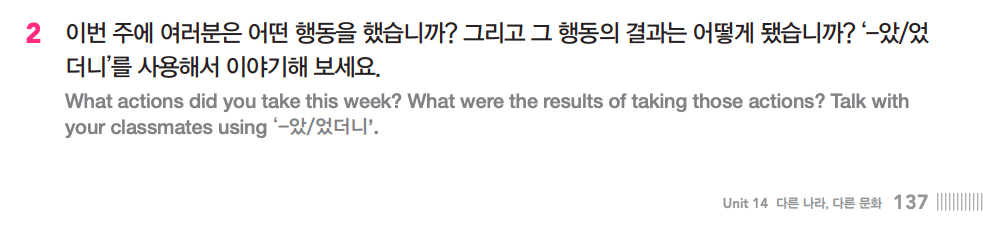 2 이번 주에 여러분은 어떤 행동을 했습니까? 그리고 그 행동의 결과는 어떻게 됐습니까? ‘-았/었
더니’를 사용해서 이야기해 보세요.
What actions did you take this week? What were the results of taking those actions? Talk with
your classmates using ‘-았/었더니’.
Unit 14 다른 나라, 다른 문화 137